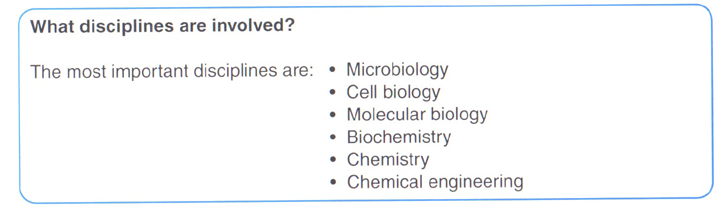 What disciplines are involved?
The most important disciplines are: • Microbiology
• Cell biology
• Molecular biology
• Biochemistry
• Chemistry
• Chemical engineering